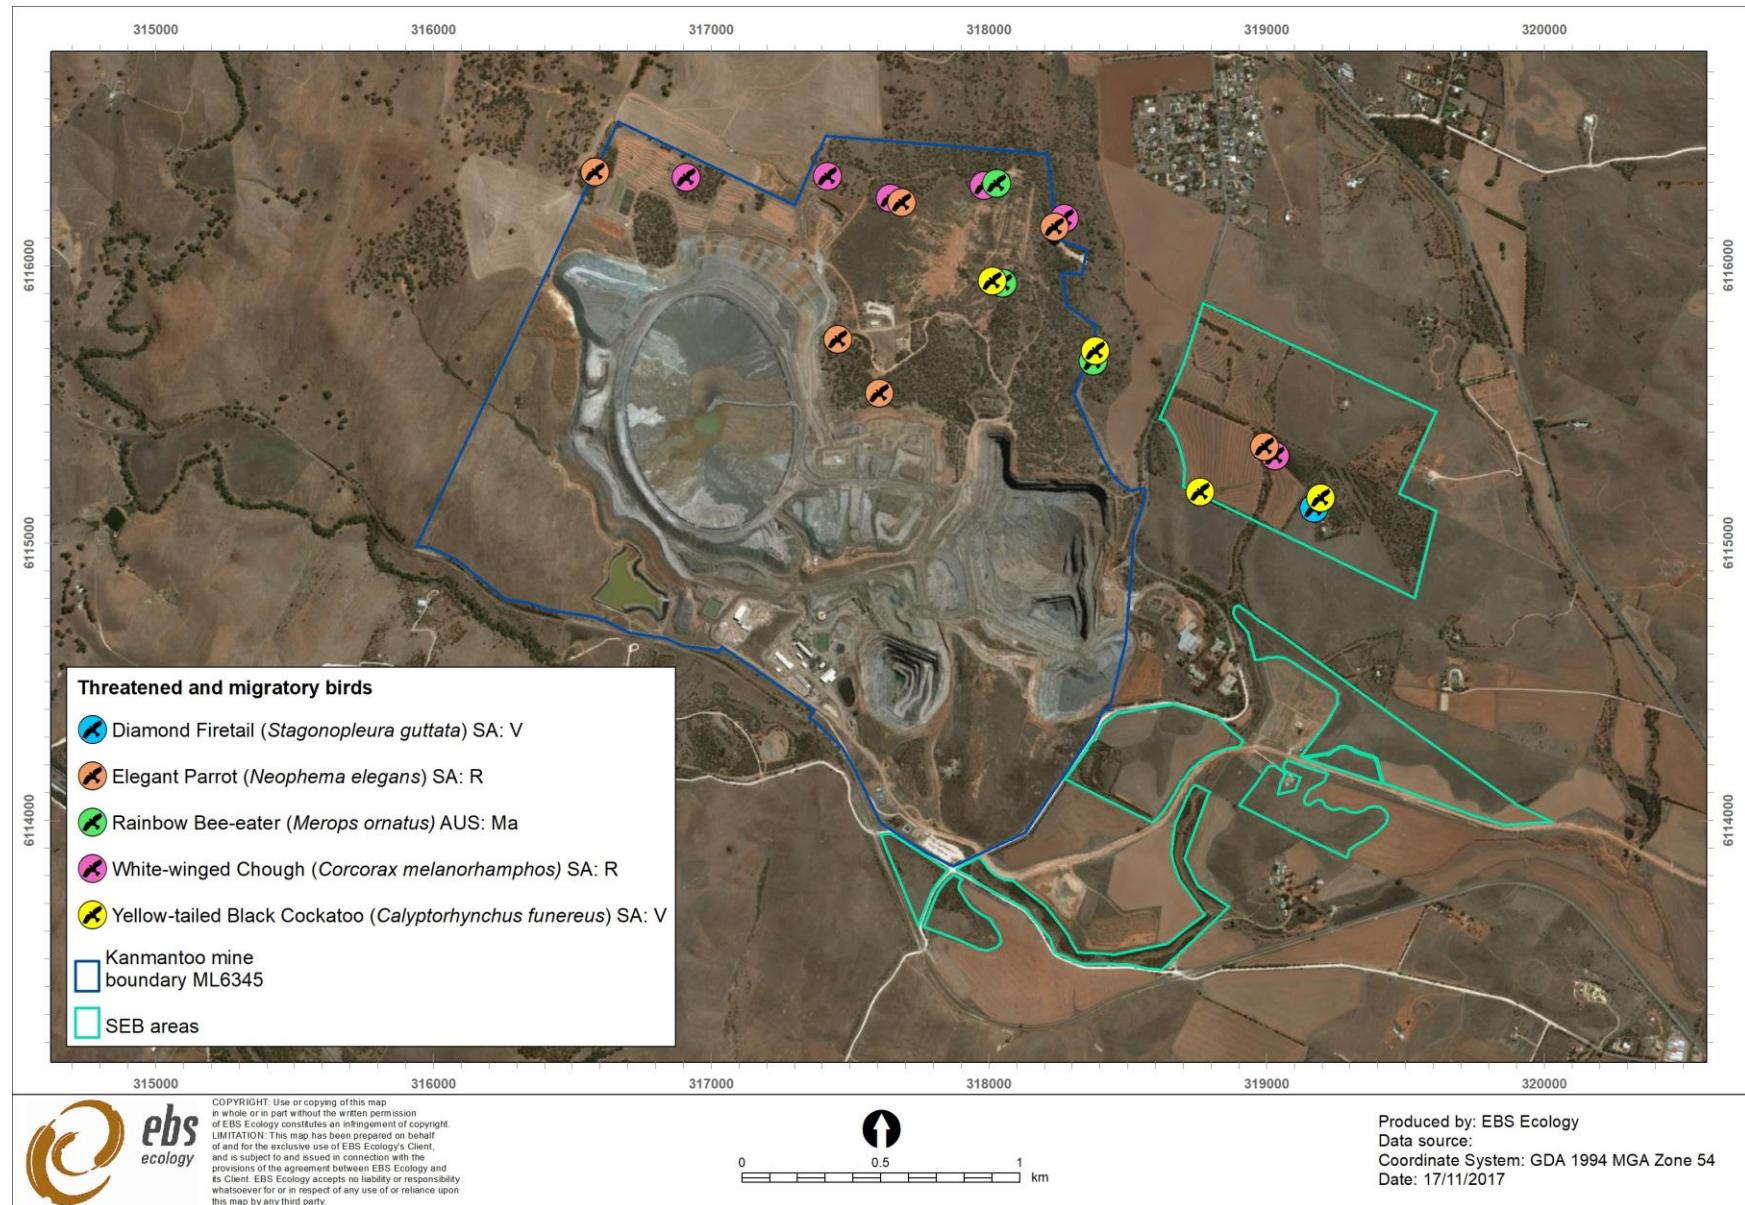 315000 316000 317000 318000 319000 320000
6116000
6115000
6114000
6116000
6115000
6114000
Threatened and migratory birds
Diamond Firetail (Stagonopleura guttata) SA: V
Elegant Parrot (Neophema elegans) SA: R
Rainbow Bee-eater (Merops ornatus) AUS: Ma
White-winged Chough (Corcorax melanorhamphos) SA: R
Yellow-tailed Black Cockatoo (Calyptorhynchus funereus) SA: V
Kanmantoo mine
boundary ML6345
SEB areas
315000 316000 317000 318000 319000 320000
ebs
ecology
COPYRIGHT: Use or copying of this map
in whole or in part without the written permission
of EBS Ecology constitutes an infringement of copyright.
LIMITATION: This map has been prepared on behalf
of and for the exclusive use of EBS Ecology's Client,
and is subject to and issued in connection with the
provisions of the agreement between EBS Ecology and
its Client. EBS Ecology accepts no liability or responsibility
whatsoever for or in respect of any use of or reliance upon
this map by any third party.
0 0.5 1
km
Produced by: EBS Ecology
Data source:
Coordinate System: GDA 1994 MGA Zone 54
Date: 17/11/2017